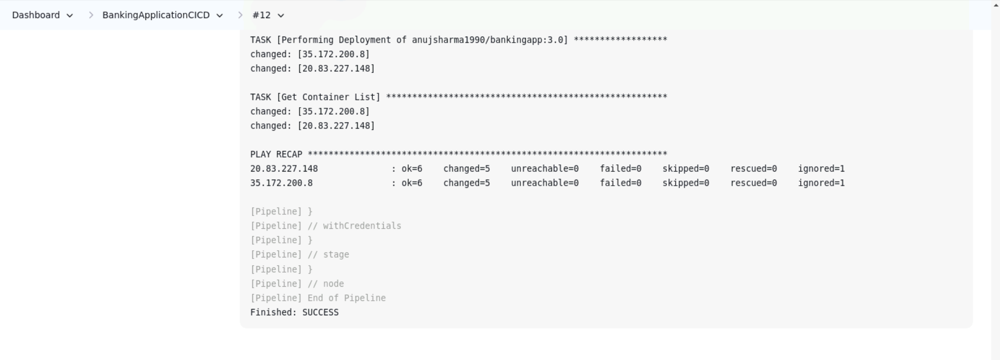 Dashboard BankingApplicationCICD #12
TASK [Performing Deployment of anujsharma1990/bankingapp:3.0] ******************
changed: [35.172.200.8]
changed: [20.83.227.148]
TASK [Get Container List] ******************************************************
changed: [35.172.200.8]
changed: [20.83.227.148]
PLAY RECAP *********************************************************************
20.83.227.148              : ok=6    changed=5    unreachable=0    failed=0    skipped=0    rescued=0    ignored=1
35.172.200.8               : ok=6    changed=5    unreachable=0    failed=0    skipped=0    rescued=0    ignored=1
[Pipeline] }
[Pipeline] // withCredentials
[Pipeline] }
[Pipeline] // stage
[Pipeline] }
[Pipeline] // node
[Pipeline] End of Pipeline
Finished: SUCCESS